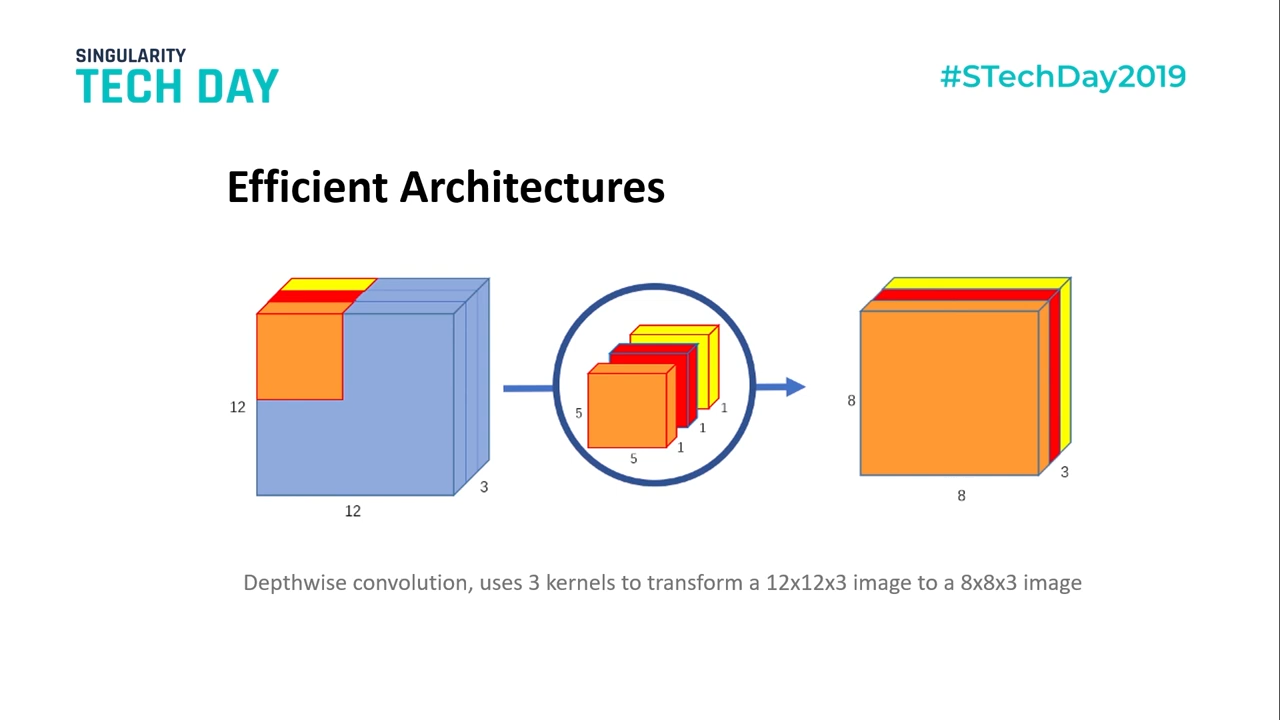 SINGULARITY
TECH DAY
#STechDay2019
Efficient Architectures
12
12
3
5
5
1
1
1
8
8
3
Depthwise convolution, uses 3 kernels to transform a 12x12x3 image to a 8x8x3 image